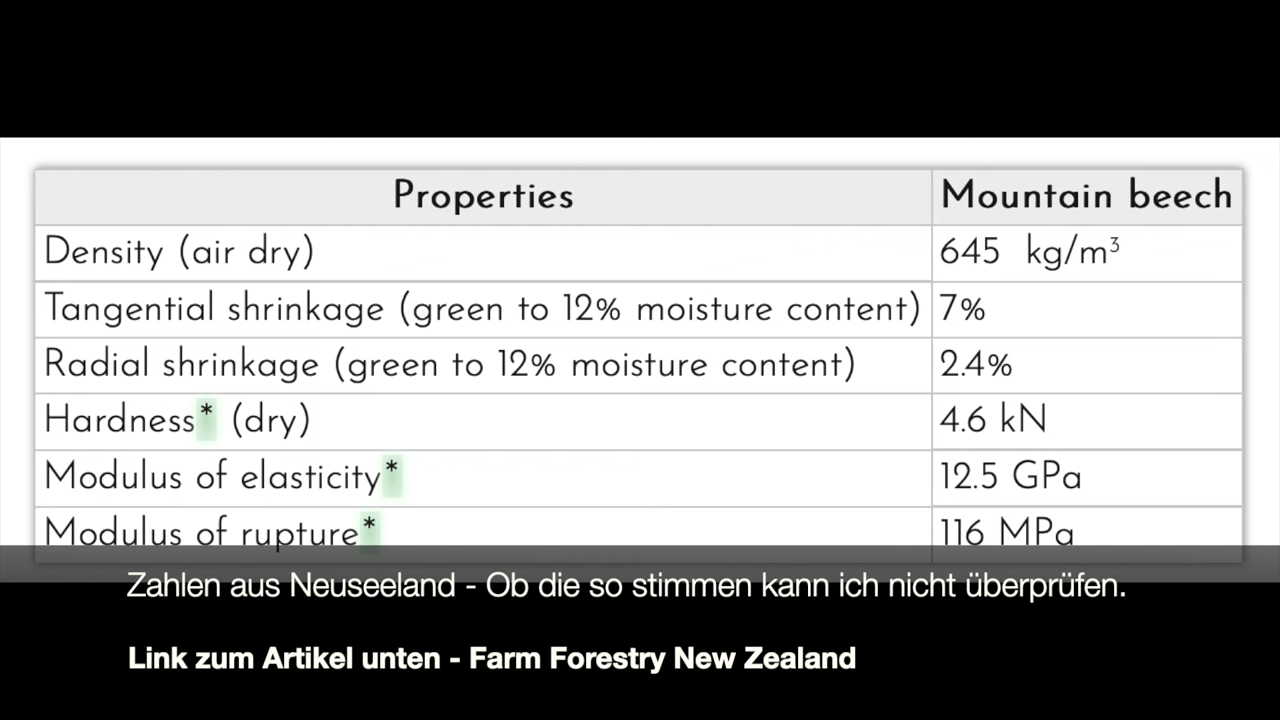 Properties Mountain beech
Density (air dry) 645 kg/m³
Tangential shrinkage (green to 12% moisture content) 7%
Radial shrinkage (green to 12% moisture content) 2.4%
Hardness* (dry) 4.6 kN
Modulus of elasticity* 12.5 GPa
Modulus of rupture* 116 MPa
Zahlen aus Neuseeland - Ob die so stimmen kann ich nicht überprüfen.
Link zum Artikel unten - Farm Forestry New Zealand